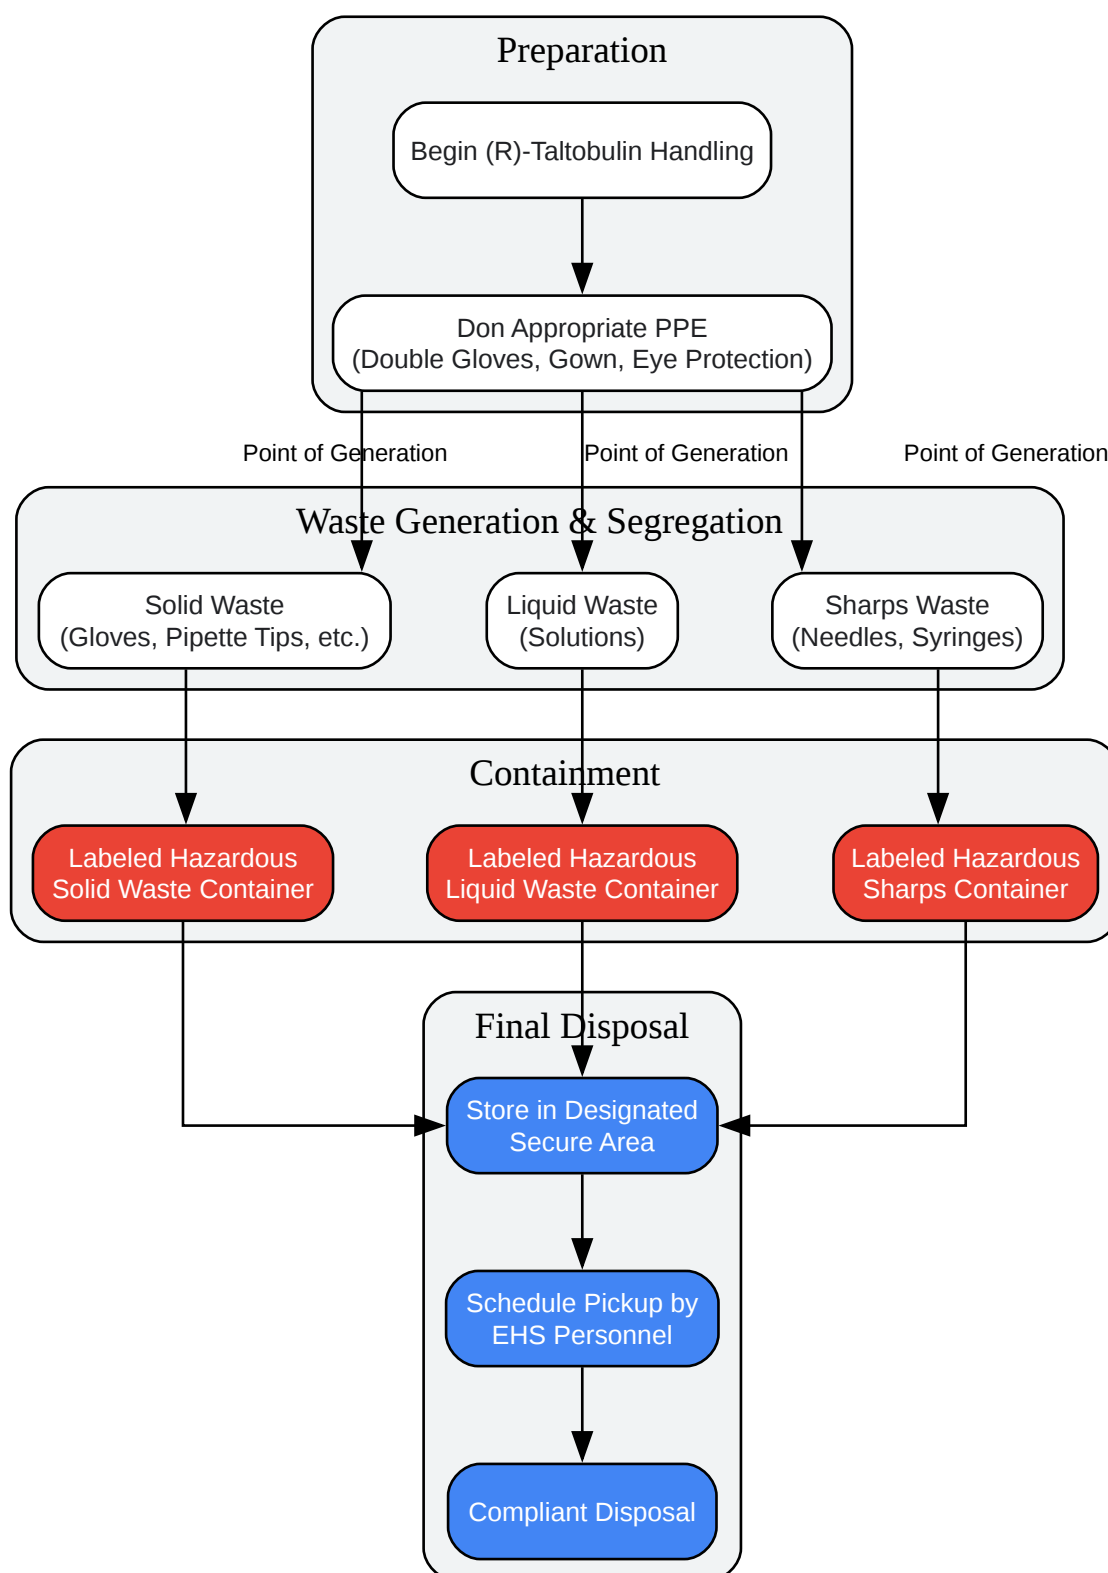 Preparation
Begin (R)-Taltobulin Handling
Don Appropriate PPE
(Double Gloves, Gown, Eye Protection)
Point of Generation
Point of Generation
Point of Generation
Waste Generation & Segregation
Solid Waste
(Gloves, Pipette Tips, etc.)
Liquid Waste
(Solutions)
Sharps Waste
(Needles, Syringes)
Containment
Labeled Hazardous
Solid Waste Container
Labeled Hazardous
Liquid Waste Container
Labeled Hazardous
Sharps Container
Final Disposal
Store in Designated
Secure Area
Schedule Pickup by
EHS Personnel
Compliant Disposal